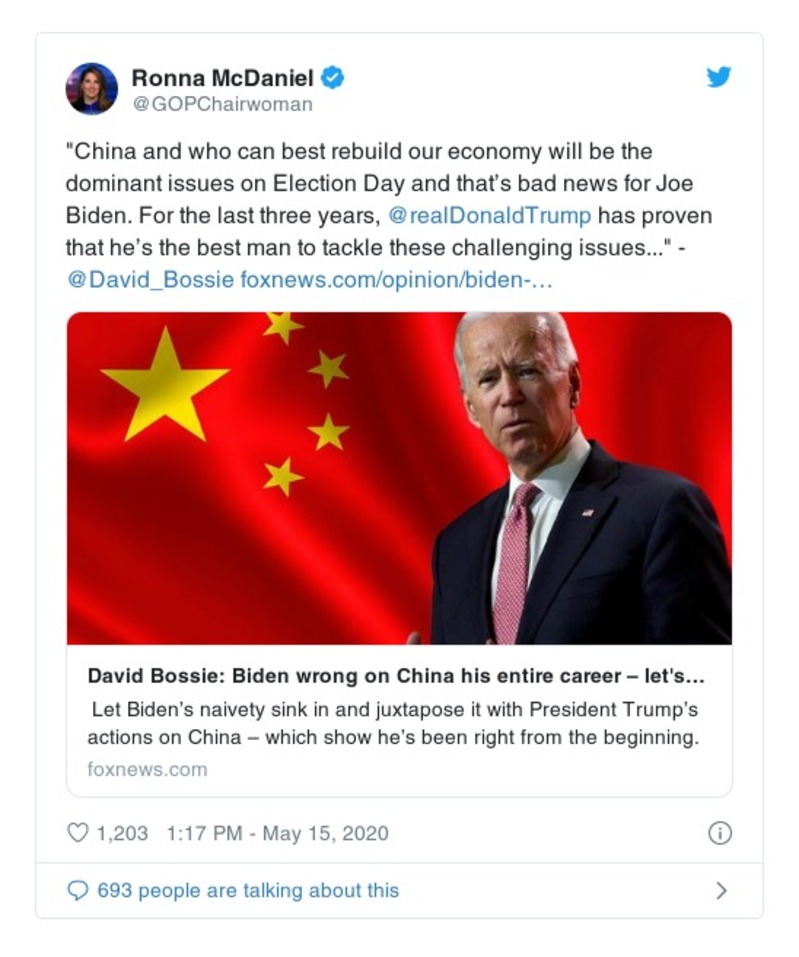 Ronna McDaniel
@GOPChairwoman
"China and who can best rebuild our economy will be the
dominant issues on Election Day and that’s bad news for Joe
Biden. For the last three years, @realDonaldTrump has proven
that he’s the best man to tackle these challenging issues..." -
@David_Bossie foxnews.com/opinion/biden-…
David Bossie: Biden wrong on China his entire career – let's…
Let Biden’s naivety sink in and juxtapose it with President Trump’s
actions on China – which show he’s been right from the beginning.
foxnews.com
1,203 1:17 PM - May 15, 2020
693 people are talking about this